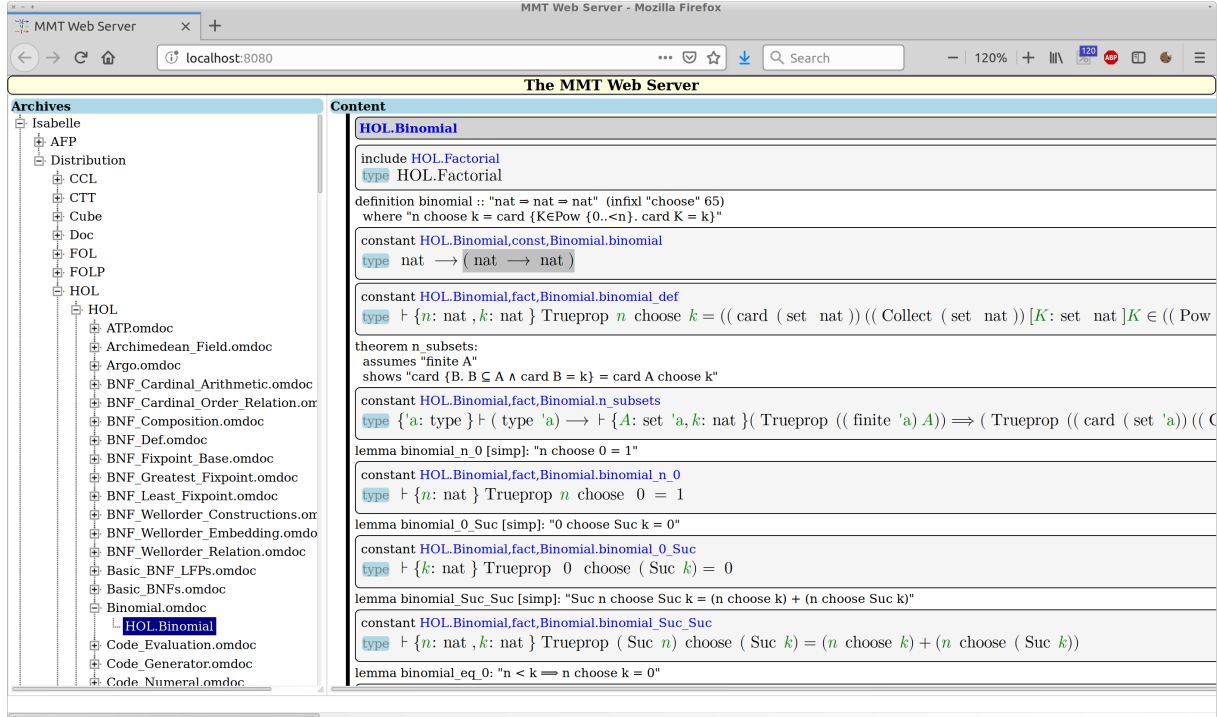 MMT Web Server - Mozilla Firefox
MMT Web Server
localhost:8080
Search
120%
120
ABP
The MMT Web Server
Archives
Isabelle
AFP
Distribution
CCL
CTT
Cube
Doc
FOL
FOLP
HOL
HOL
ATP.omdoc
Archimedean_Field.omdoc
Argo.omdoc
BNF_Cardinal_Arithmetic.omdoc
BNF_Cardinal_Order_Relation.om
BNF_Composition.omdoc
BNF_Def.omdoc
BNF_Fixpoint_Base.omdoc
BNF_Greatest_Fixpoint.omdoc
BNF_Least_Fixpoint.omdoc
BNF_Wellorder_Constructions.om
BNF_Wellorder_Embedding.omdo
BNF_Wellorder_Relation.omdoc
Basic_BNF_LFPs.omdoc
Basic_BNFs.omdoc
Binomial.omdoc
HOL.Binomial
Code_Evaluation.omdoc
Code_Generator.omdoc
Code_Numeral.omdoc
Content
HOL.Binomial
include HOL.Factorial
type HOL.Factorial
definition binomial :: "nat ⇒ nat ⇒ nat" (infixl "choose" 65)
where "n choose k = card {K∈Pow {0..<n}. card K = k}"
constant HOL.Binomial,const,Binomial.binomial
type nat ⟶ ( nat ⟶ nat )
constant HOL.Binomial,fact,Binomial.binomial_def
type ⊢ {n: nat , k: nat } Trueprop n choose k = (( card ( set nat )) (( Collect ( set nat )) [K: set nat ]K ∈ (( Pow
theorem n_subsets:
assumes "finite A"
shows "card {B. B ⊆ A ∧ card B = k} = card A choose k"
constant HOL.Binomial,fact,Binomial.n_subsets
type {'a: type } ⊢ ( type 'a) ⟶ ⊢ {A: set 'a, k: nat }( Trueprop (( finite 'a) A)) ⟹ ( Trueprop (( card ( set 'a)) (( C
lemma binomial_n_0 [simp]: "n choose 0 = 1"
constant HOL.Binomial,fact,Binomial.binomial_n_0
type ⊢ {n: nat } Trueprop n choose 0 = 1
lemma binomial_0_Suc [simp]: "0 choose Suc k = 0"
constant HOL.Binomial,fact,Binomial.binomial_0_Suc
type ⊢ {k: nat } Trueprop 0 choose ( Suc k) = 0
lemma binomial_Suc_Suc [simp]: "Suc n choose Suc k = (n choose k) + (n choose Suc k)"
constant HOL.Binomial,fact,Binomial.binomial_Suc_Suc
type ⊢ {n: nat , k: nat } Trueprop ( Suc n) choose ( Suc k) = (n choose k) + (n choose ( Suc k))
lemma binomial_eq_0: "n < k ⟹ n choose k = 0"